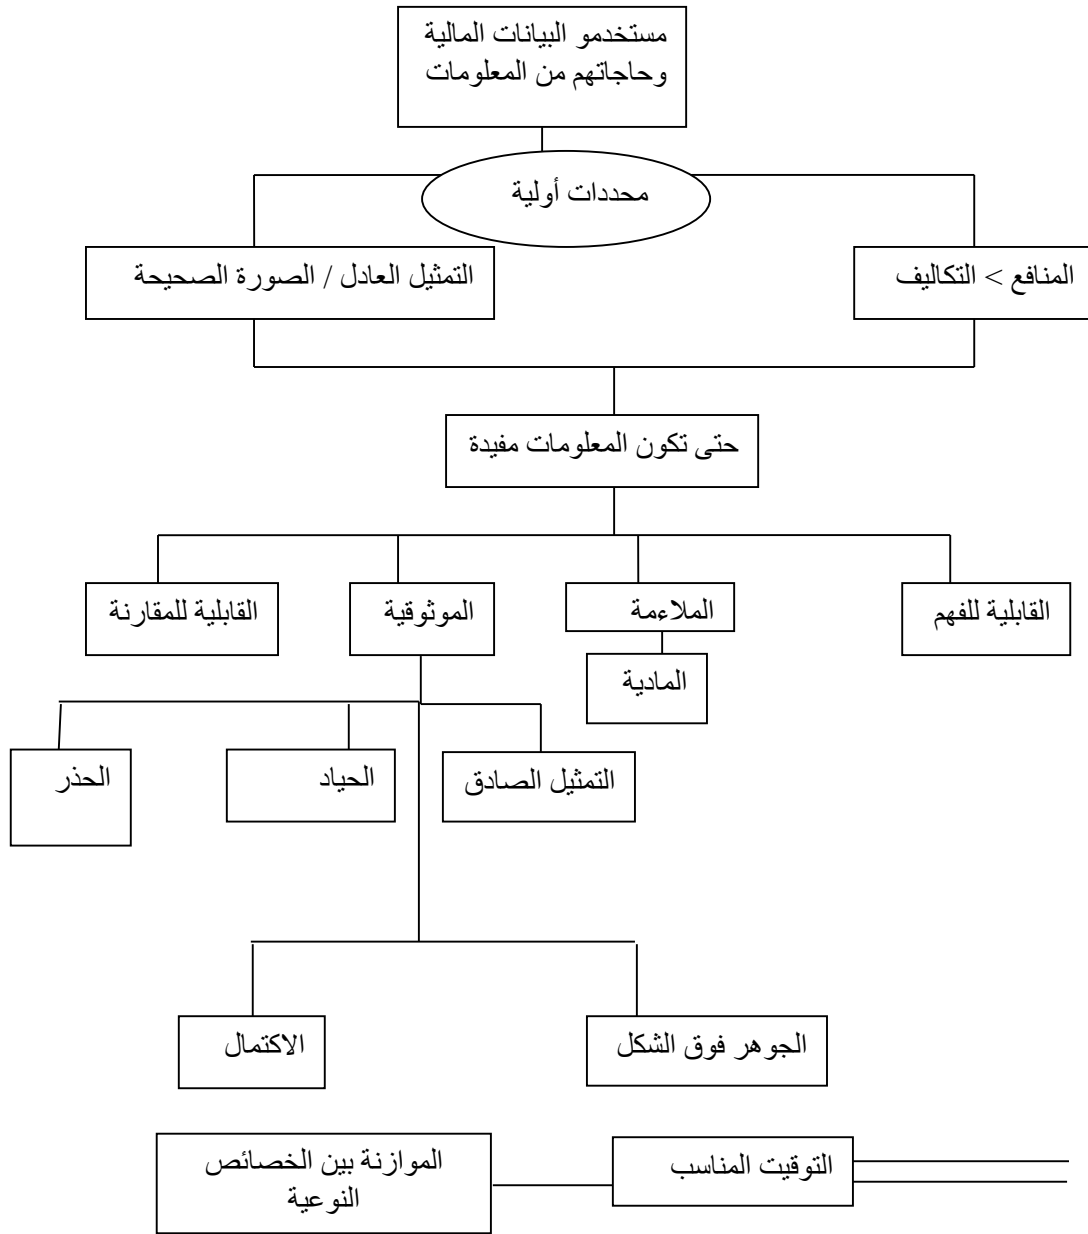 مستخدمو البيانات المالية
وحاجاتهم من المعلومات
محددات أولية
المنافع > التكاليف
التمثيل العادل / الصورة الصحيحة
حتى تكون المعلومات مفيدة
القابلية للفهم
الملاءمة
الموثوقية
القابلية للمقارنة
المادية
التمثيل الصادق
الحياد
الحذر
الجوهر فوق الشكل
الاكتمال
التوقيت المناسب
الموازنة بين الخصائص
النوعية